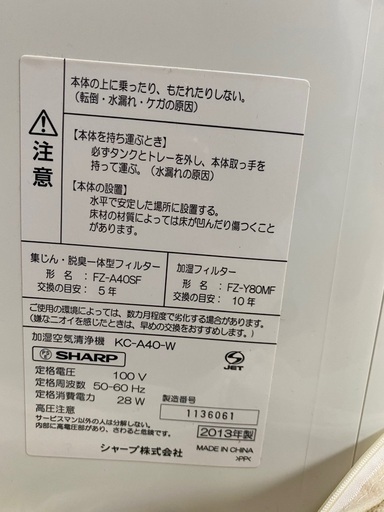 本体の上に乗ったり、もたれたりしない。
（転倒・水漏れ・ケガの原因）
注意
【本体を持ち運ぶとき】
必ずタンクとトレーを外し、本体取っ手を
持って運ぶ。（水漏れの原因）
【本体の設置】
水平で安定した場所に設置する。
床材の材質によっては床が凹んだり傷つくこと
があります。
集じん・脱臭一体型フィルター
形 名： FZ-A40SF
交換の目安： 5 年
加湿フィルター
形 名： FZ-Y80MF
交換の目安： 10 年
ご使用の環境によっては、数カ月程度で劣化する場合があります。
（嫌なニオイを感じたときは、早めの交換をお勧めします。）
加湿空気清浄機 KC-A40-W
SHARP
JET
定格電圧 100 V
定格周波数 50-60 Hz
定格消費電力 28 W
高圧注意
サービスマン以外の人は分解しない。
内部に高電圧部が有り、さわると危険です。
製造番号
1136061
2013年製
シャープ株式会社
MADE IN CHINA
>PP<